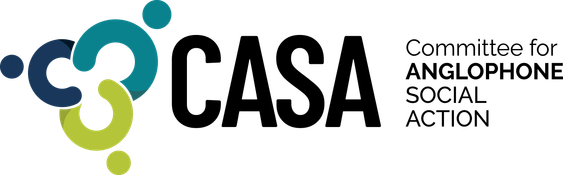 CASA
Committee for
ANGLOPHONE
SOCIAL
ACTION